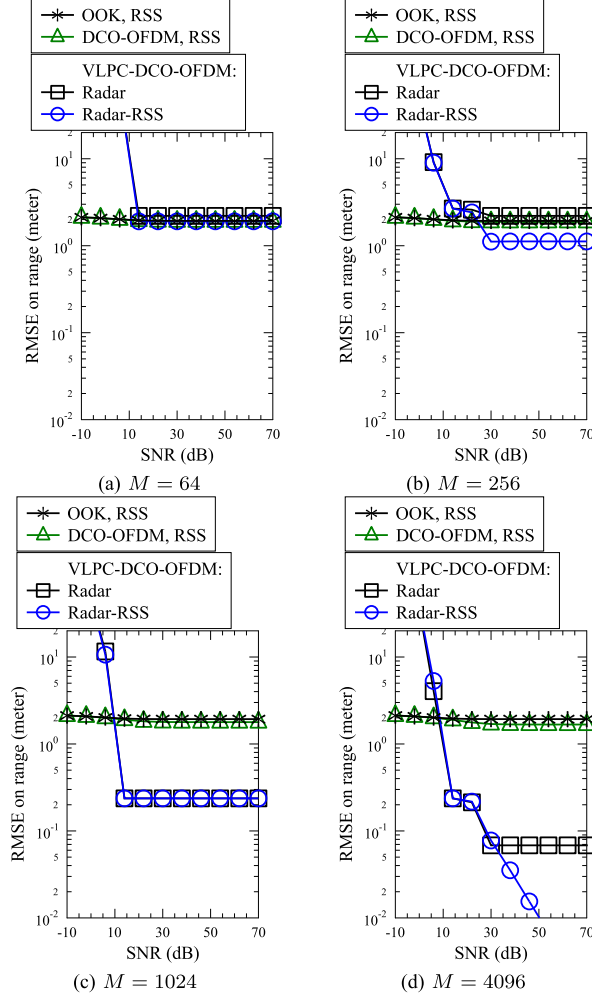 OOK, RSS
DCO-OFDM, RSS
VLPC-DCO-OFDM:
Radar
Radar-RSS
RMSE on range (meter)
2
10^1
5
2
10^0
5
2
10^-1
5
2
10^-2
-10 10 30 50 70
SNR (dB)
(a) M = 64
OOK, RSS
DCO-OFDM, RSS
VLPC-DCO-OFDM:
Radar
Radar-RSS
RMSE on range (meter)
2
10^1
5
2
10^0
5
2
10^-1
5
2
10^-2
-10 10 30 50 70
SNR (dB)
(b) M = 256
OOK, RSS
DCO-OFDM, RSS
VLPC-DCO-OFDM:
Radar
Radar-RSS
RMSE on range (meter)
2
10^1
5
2
10^0
5
2
10^-1
5
2
10^-2
-10 10 30 50 70
SNR (dB)
(c) M = 1024
OOK, RSS
DCO-OFDM, RSS
VLPC-DCO-OFDM:
Radar
Radar-RSS
RMSE on range (meter)
2
10^1
5
2
10^0
5
2
10^-1
5
2
10^-2
-10 10 30 50 70
SNR (dB)
(d) M = 4096